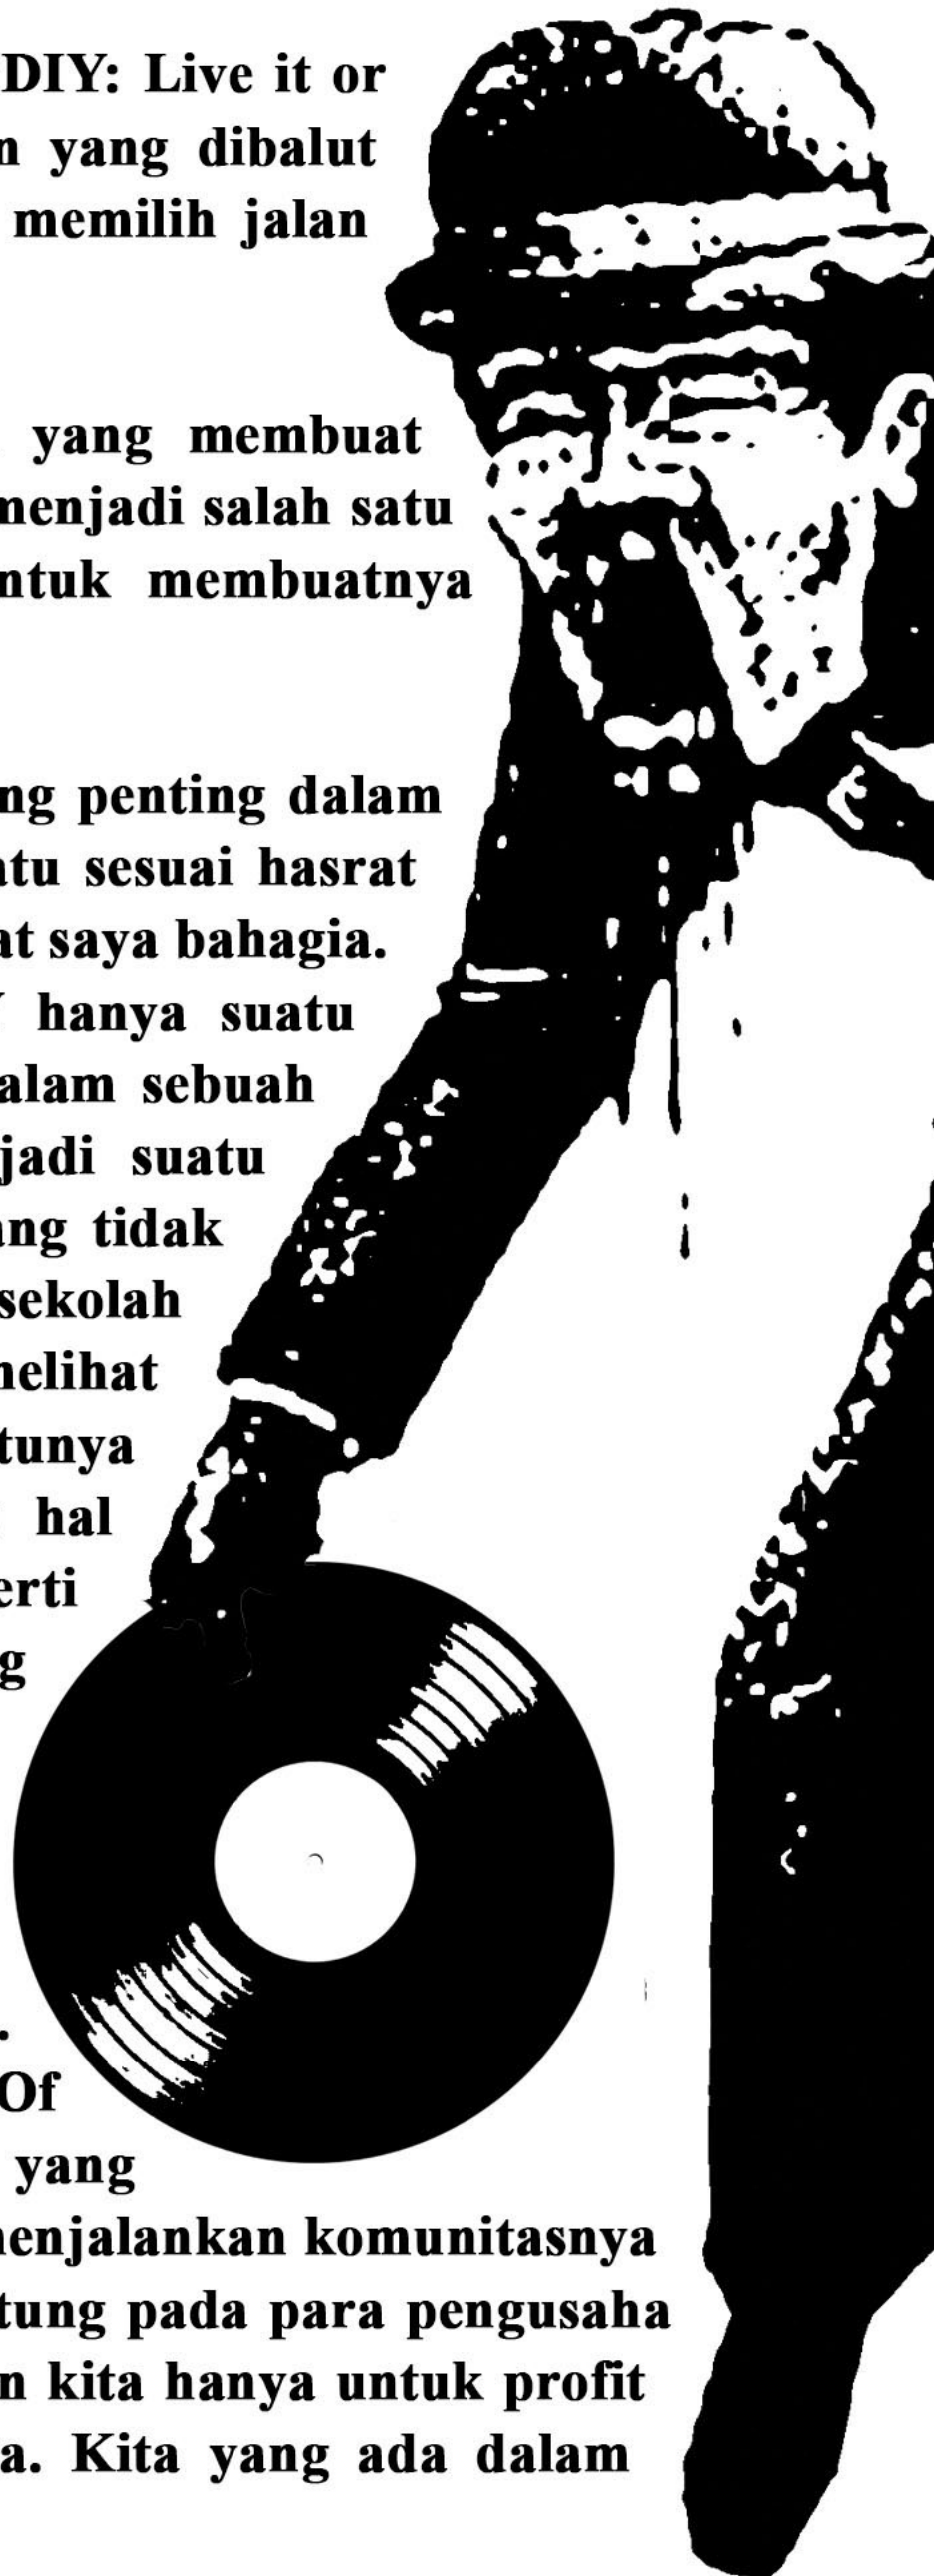 DIY: Live it or
n yang dibalut
memilih jalan
yang membuat
menjadi salah satu
ntuk membuatnya
ng penting dalam
atu sesuai hasrat
at saya bahagia.
hanya suatu
alam sebuah
jadi suatu
ang tidak
sekolah
melihat
tunya
hal
erti
g
.
Of
yang
menjalankan komunitasnya
tung pada para pengusaha
n kita hanya untuk profit
a. Kita yang ada dalam